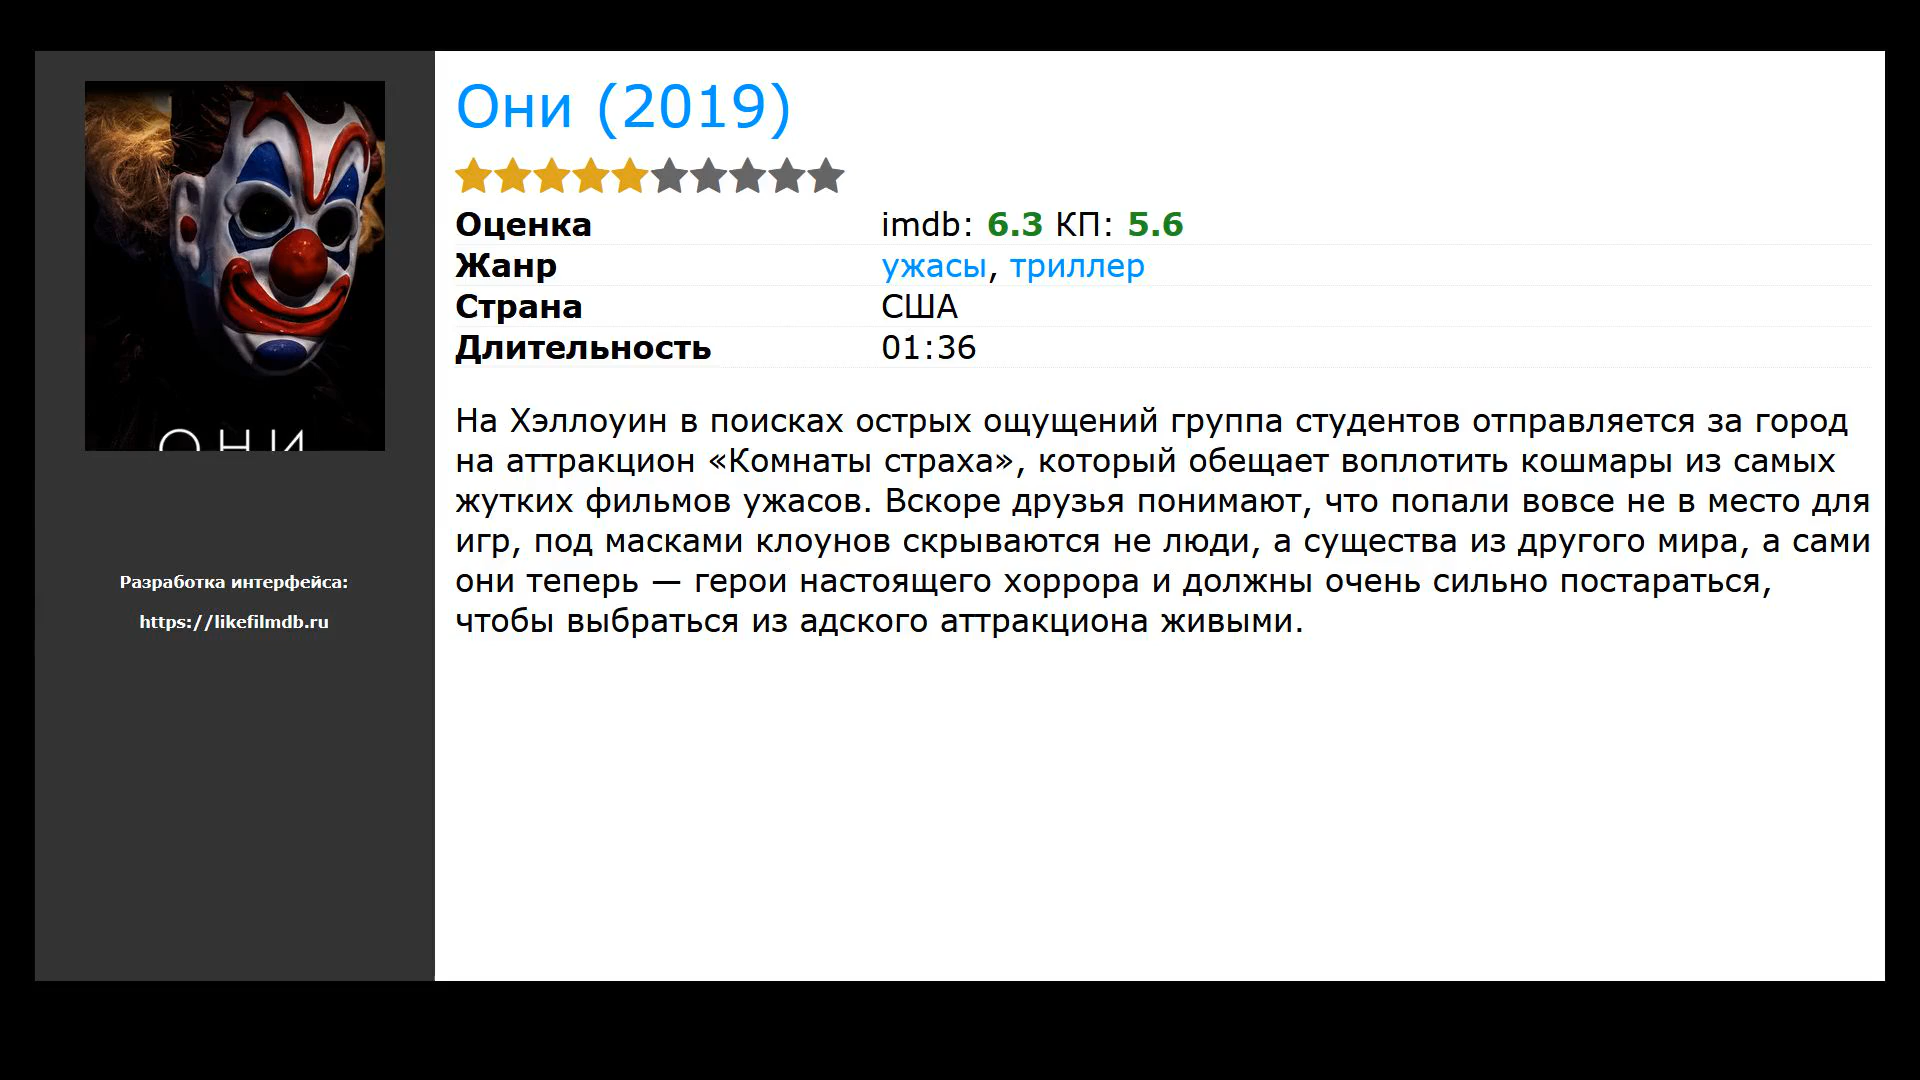 ОНИ
Разработка интерфейса:
https://likefilmdb.ru
Они (2019)
Оценка imdb: 6.3 КП: 5.6
Жанр ужасы, триллер
Страна США
Длительность 01:36
На Хэллоуин в поисках острых ощущений группа студентов отправляется за город
на аттракцион «Комнаты страха», который обещает воплотить кошмары из самых
жутких фильмов ужасов. Вскоре друзья понимают, что попали вовсе не в место для
игр, под масками клоунов скрываются не люди, а существа из другого мира, а сами
они теперь — герои настоящего хоррора и должны очень сильно постараться,
чтобы выбраться из адского аттракциона живыми.